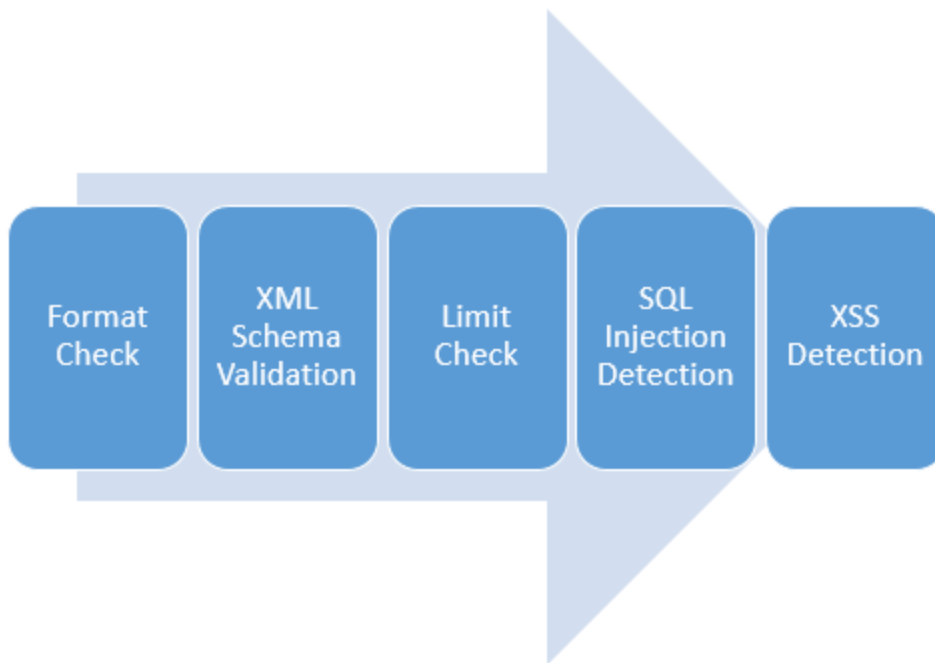 Format
Check
XML
Schema
Validation
Limit
Check
SQL
Injection
Detection
XSS
Detection